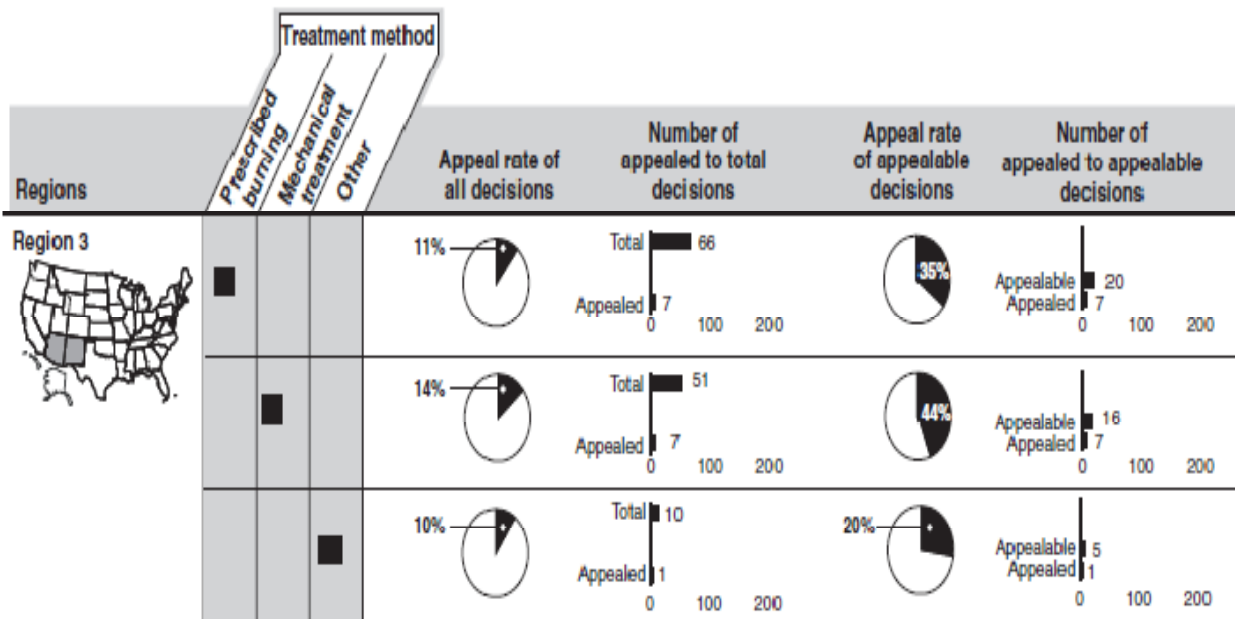 Treatment method
Prescribed
burning
Mechanical
treatment
Other
Regions
Appeal rate of
all decisions
Number of
appealed to total
decisions
Appeal rate
of appealable
decisions
Number of
appealed to appealable
decisions
Region 3
11%
Total 66
Appealed 7
0 100 200
35%
Appealable 20
Appealed 7
0 100 200
14%
Total 51
Appealed 7
0 100 200
44%
Appealable 16
Appealed 7
0 100 200
10%
Total 10
Appealed 1
0 100 200
20%
Appealable 5
Appealed 1
0 100 200